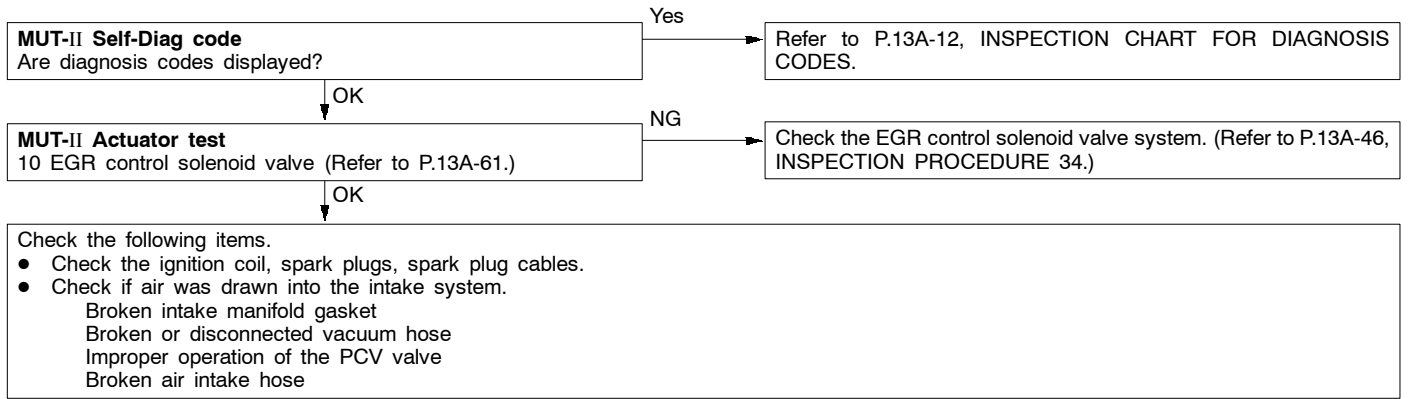 Yes
MUT-II Self-Diag code
Are diagnosis codes displayed?
Refer to P.13A-12, INSPECTION CHART FOR DIAGNOSIS
CODES.
OK
NG
MUT-II Actuator test
10 EGR control solenoid valve (Refer to P.13A-61.)
Check the EGR control solenoid valve system. (Refer to P.13A-46,
INSPECTION PROCEDURE 34.)
OK
Check the following items.
● Check the ignition coil, spark plugs, spark plug cables.
● Check if air was drawn into the intake system.
Broken intake manifold gasket
Broken or disconnected vacuum hose
Improper operation of the PCV valve
Broken air intake hose